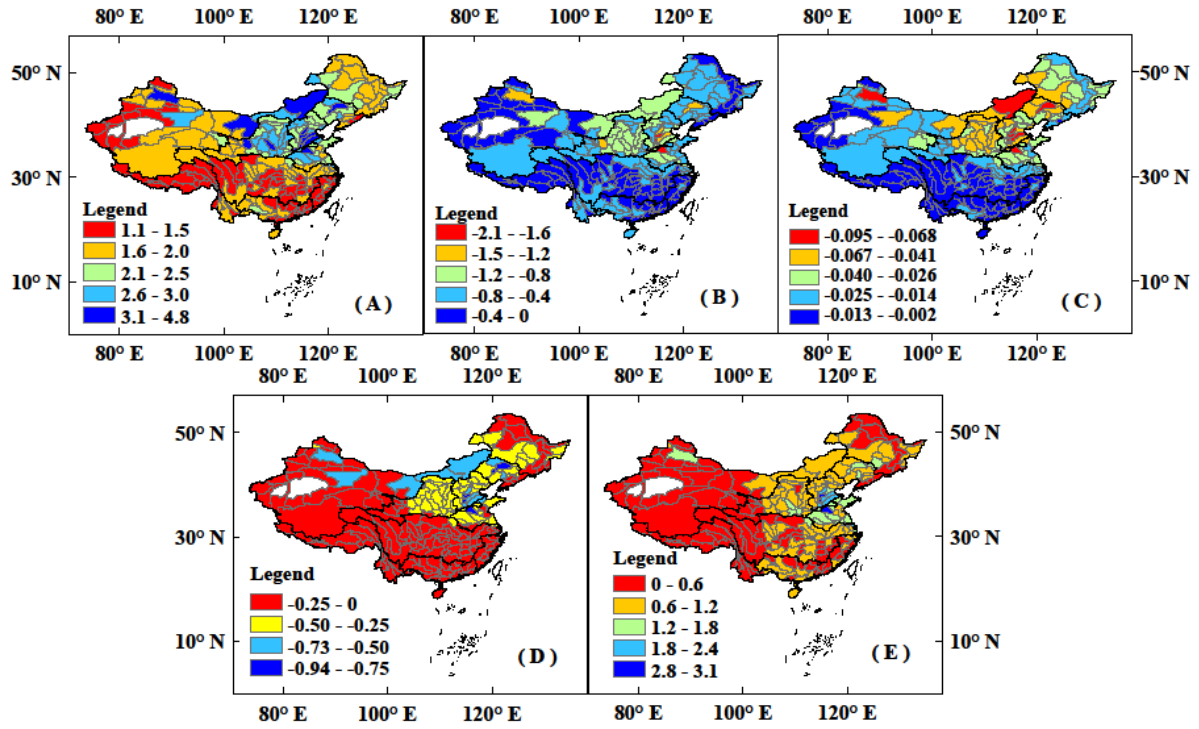 80° E 100° E 120° E 80° E 100° E 120° E 80° E 100° E 120° E
50° N 50° N
30° N 30° N
10° N 10° N
Legend
1.1 - 1.5
1.6 - 2.0
2.1 - 2.5
2.6 - 3.0
3.1 - 4.8
( A )
Legend
-2.1 - -1.6
-1.5 - -1.2
-1.2 - -0.8
-0.8 - -0.4
-0.4 - 0
( B )
Legend
-0.095 - -0.068
-0.067 - -0.041
-0.040 - -0.026
-0.025 - -0.014
-0.013 - -0.002
( C )
80° E 100° E 120° E 80° E 100° E 120° E 80° E 100° E 120° E
80° E 100° E 120° E 80° E 100° E 120° E
50° N 50° N
30° N 30° N
10° N 10° N
Legend
-0.25 - 0
-0.50 - -0.25
-0.73 - -0.50
-0.94 - -0.75
( D )
Legend
0 - 0.6
0.6 - 1.2
1.2 - 1.8
1.8 - 2.4
2.8 - 3.1
( E )
80° E 100° E 120° E 80° E 100° E 120° E